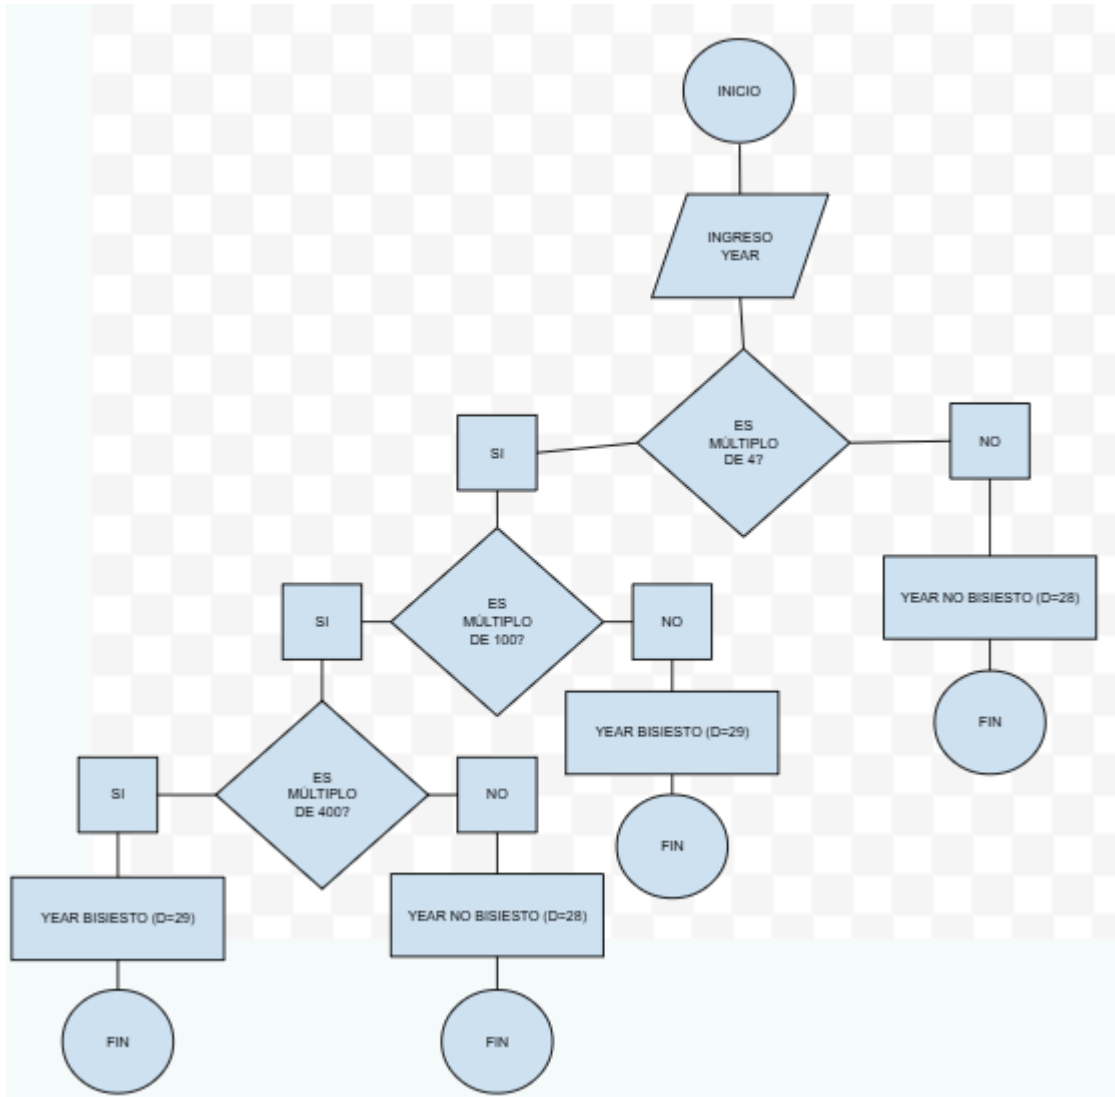 INICIO
INGRESO
YEAR
ES
MÚLTIPLO
DE 4?
SI
NO
YEAR NO BISIESTO (D=28)
FIN
ES
MÚLTIPLO
DE 100?
SI
NO
YEAR BISIESTO (D=29)
FIN
ES
MÚLTIPLO
DE 400?
SI
NO
YEAR BISIESTO (D=29)
YEAR NO BISIESTO (D=28)
FIN
FIN